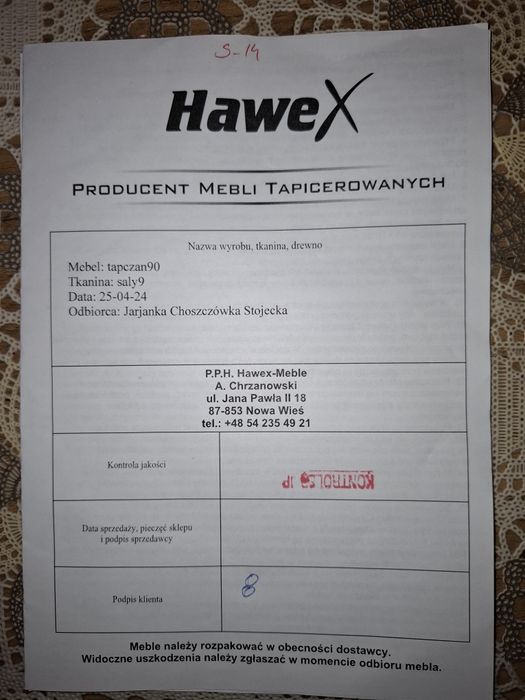 S-14
HaweX
PRODUCENT MEBLI TAPICEROWANYCH
Nazwa wyrobu, tkanina, drewno
Mebel: tapczan90
Tkanina: saly9
Data: 25-04-24
Odbiorca: Jarjanka Choszczówka Stojecka
P.P.H. Hawex-Meble
A. Chrzanowski
ul. Jana Pawła II 18
87-853 Nowa Wieś
tel.: +48 54 235 49 21
Kontrola jakości
Data sprzedaży, pieczęć sklepu
i podpis sprzedawcy
Podpis klienta
8
Meble należy rozpakować w obecności dostawcy.
Widoczne uszkodzenia należy zgłaszać w momencie odbioru mebla.